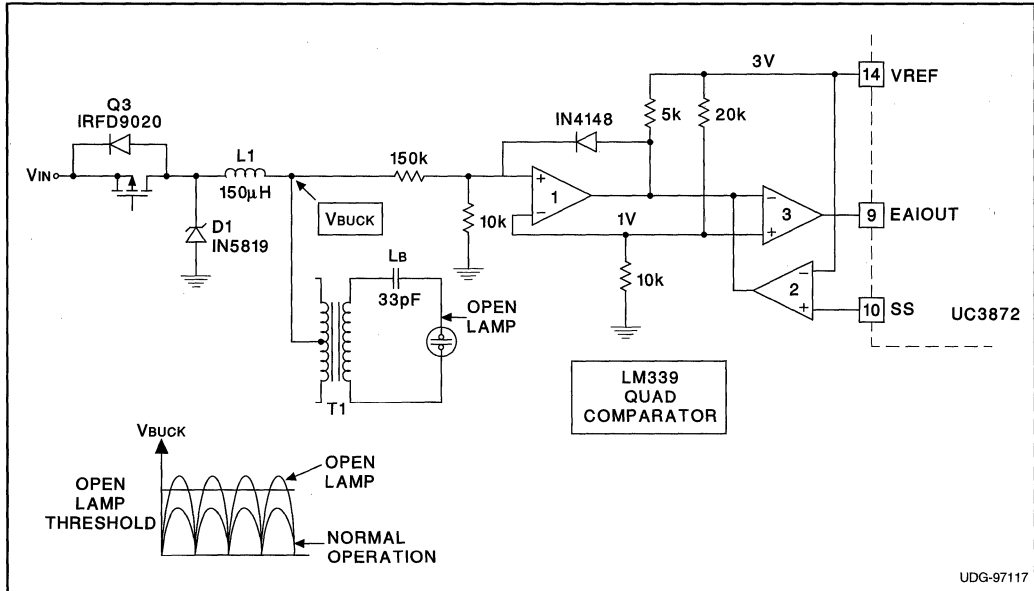 3V
14 VREF
Q3
IRFD9020
IN4148
5k
20k
VIN
L1
150µH
150k
+
1
−
−
3
+
9 EAIOUT
VBUCK
10k
1V
D1
IN5819
LB
33pF
10k
−
2
+
10 SS
OPEN
LAMP
UC3872
T1
LM339
QUAD
COMPARATOR
VBUCK
OPEN
LAMP
OPEN
LAMP
THRESHOLD
NORMAL
OPERATION
UDG-97117